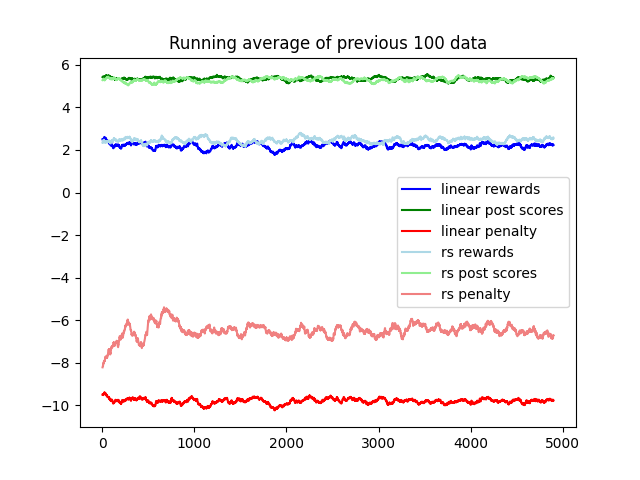 Running average of previous 100 data
6
4
2
0
−2
−4
−6
−8
−10
linear rewards
linear post scores
linear penalty
rs rewards
rs post scores
rs penalty
0 1000 2000 3000 4000 5000